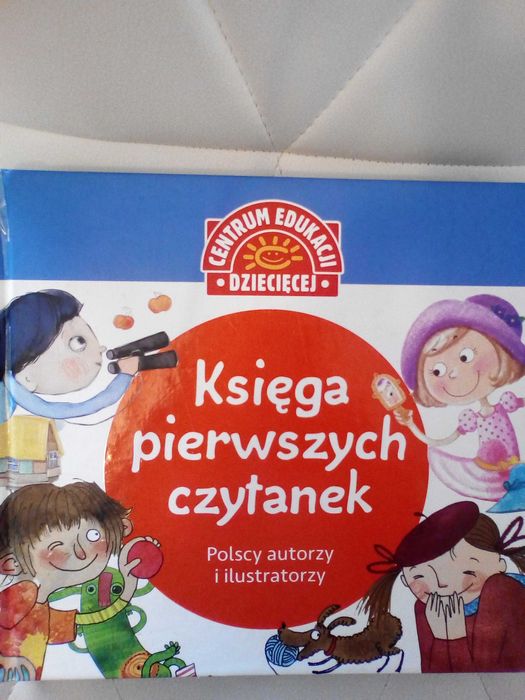 CENTRUM EDUKACJI
• DZIECIĘCEJ •
Księga
pierwszych
czytanek
Polscy autorzy
i ilustratorzy